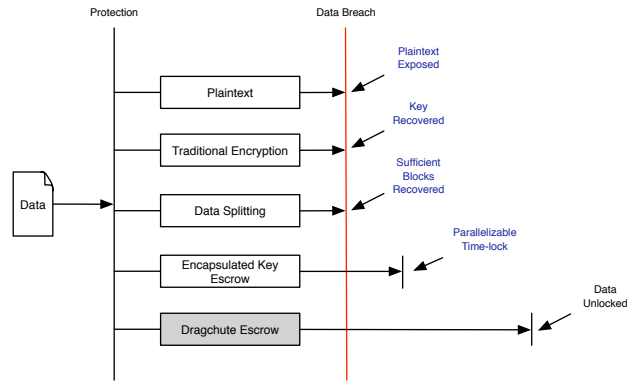 Protection
Data Breach
Plaintext
Exposed
Plaintext
Key
Recovered
Traditional Encryption
Sufficient
Blocks
Recovered
Data
Data Splitting
Parallelizable
Time-lock
Encapsulated Key
Escrow
Data
Unlocked
Dragchute Escrow